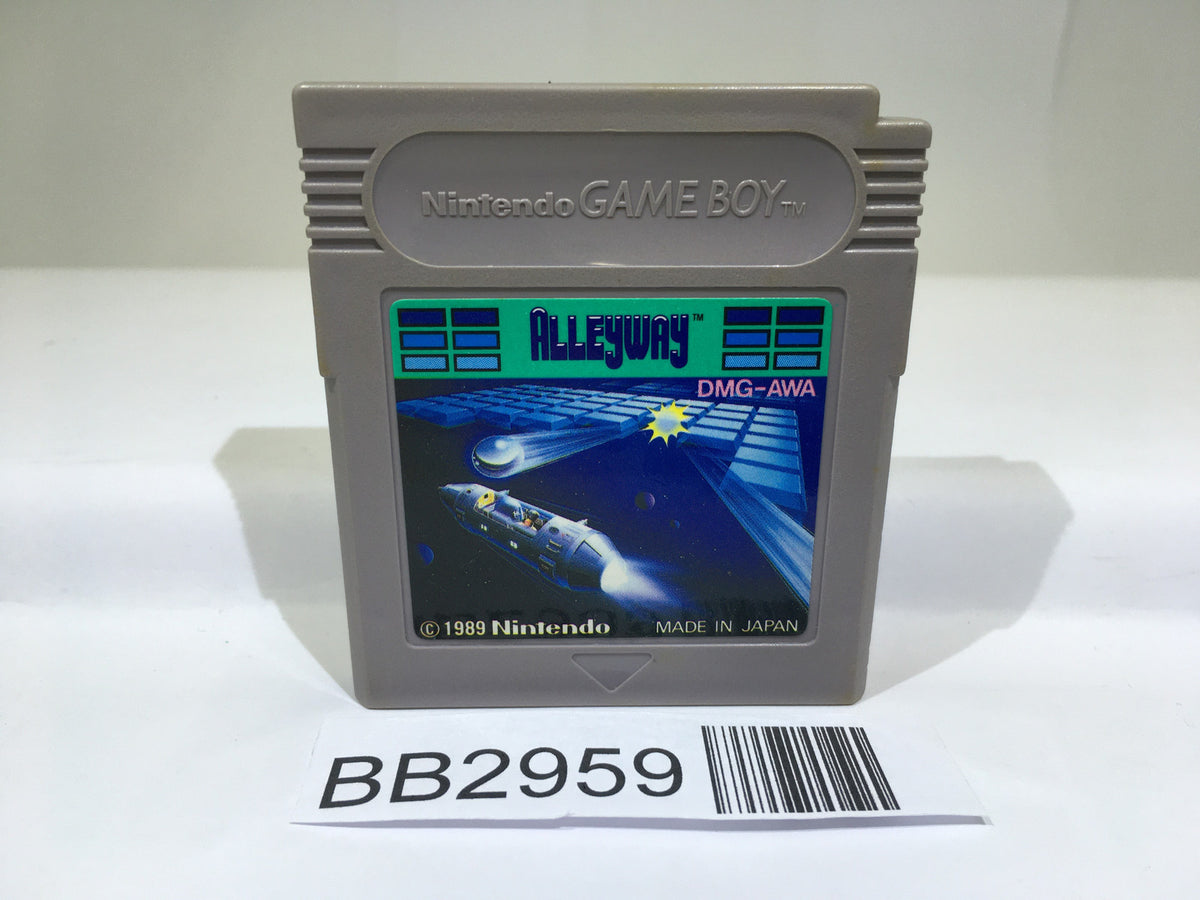 Nintendo GAME BOY TM
ALLEYWAY TM
DMG-AWA
© 1989 Nintendo MADE IN JAPAN
BB2959